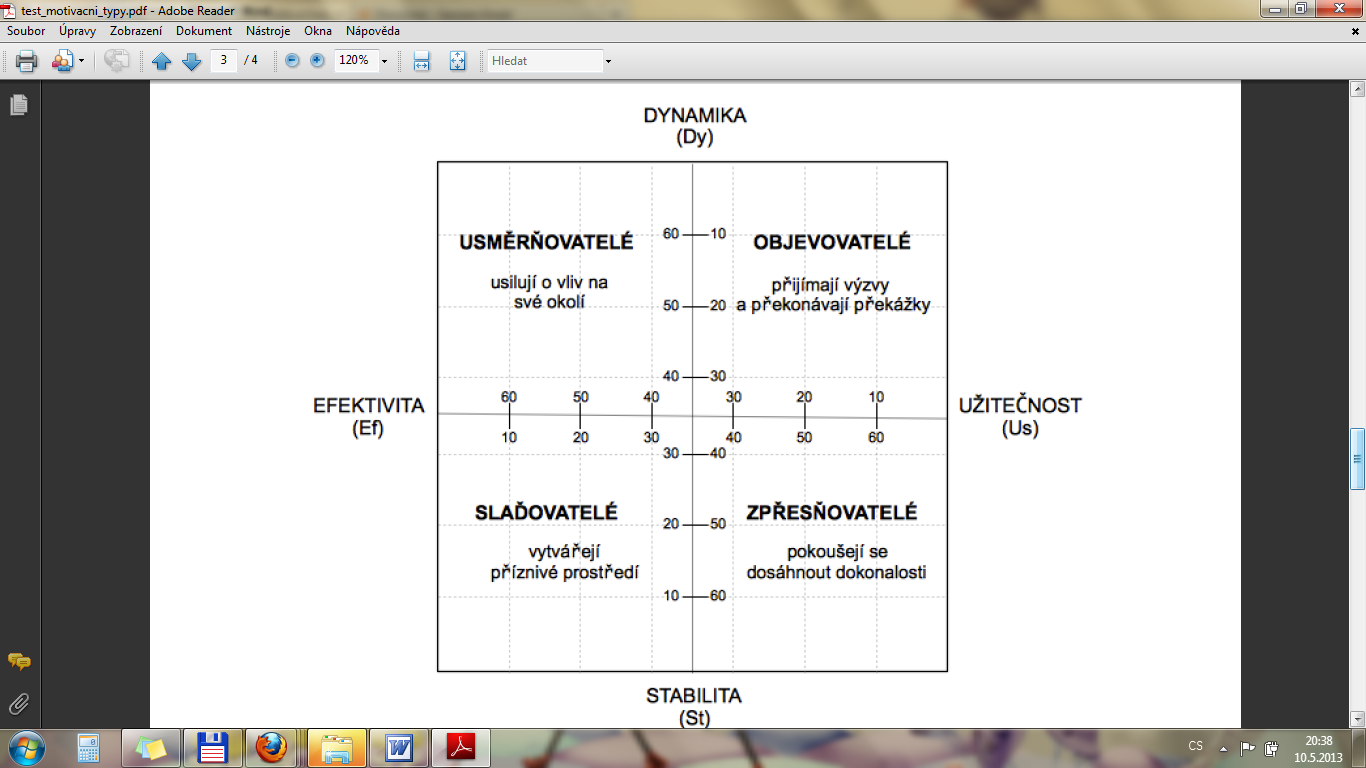 test_motivacni_typy.pdf - Adobe Reader
Soubor Úpravy Zobrazení Dokument Nástroje Okna Nápověda
3 / 4 120% Hledat
DYNAMIKA
(Dy)
60 10
USMĚRŇOVATELÉ OBJEVOVATELÉ
usilují o vliv na přijímají výzvy
své okolí a překonávají překážky
50 20
40 30
60 50 40 30 20 10
EFEKTIVITA UŽITEČNOST
(Ef) (Us)
10 20 30 40 50 60
30 40
SLAĎOVATELÉ ZPŘESŇOVATELÉ
20 50
vytvářejí pokoušejí se
příznivé prostředí dosáhnout dokonalosti
10 60
STABILITA
(St)
CS 20:38
10.5.2013